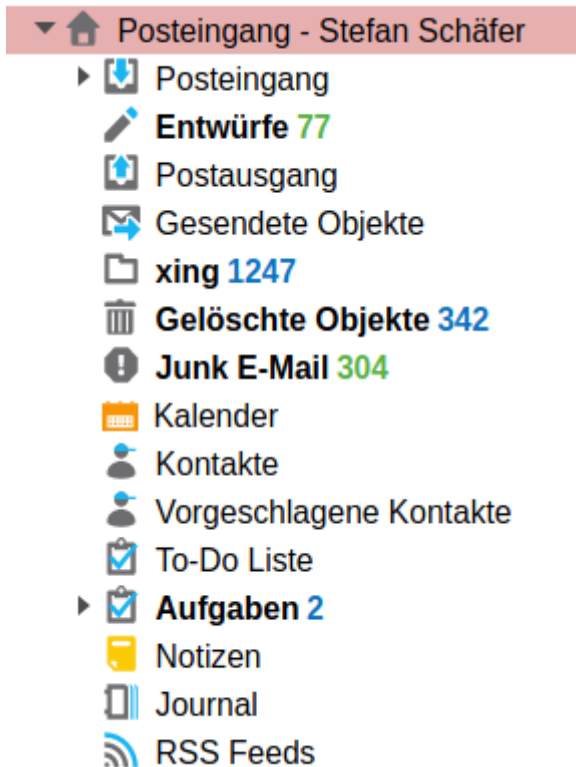 Posteingang - Stefan Schäfer
Posteingang
Entwürfe 77
Postausgang
Gesendete Objekte
xing 1247
Gelöschte Objekte 342
Junk E-Mail 304
Kalender
Kontakte
Vorgeschlagene Kontakte
To-Do Liste
Aufgaben 2
Notizen
Journal
RSS Feeds